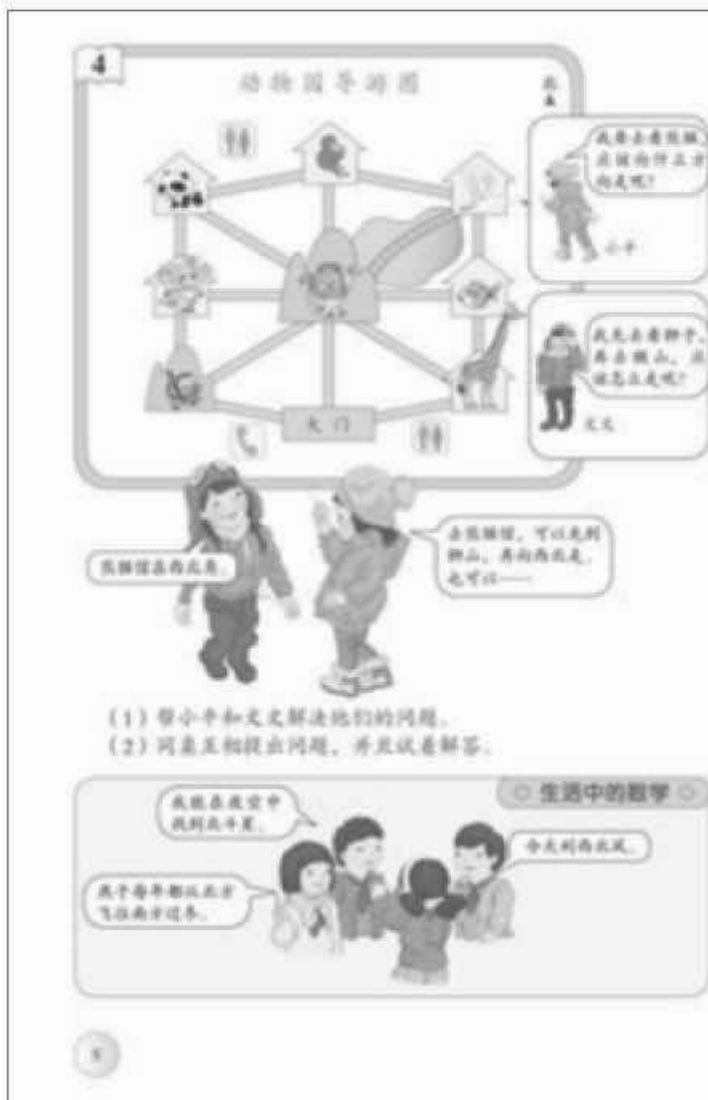 4
动物园导游图
北
我要去看熊猫,
应该向什么方
向走呢?
小平
我先去看狮子,
再去猴山,应
该怎么走呢?
文文
大门
熊猫馆在西北角。
去熊猫馆,可以先到
狮山,再向西北走,
也可以——
(1)帮小平和文文解决他们的问题。
(2)同桌互相提出问题,并且试着解答。
生活中的数学
我能在夜空中
找到北斗星。
今天刮西北风。
燕子每年都从北方
飞往南方过冬。